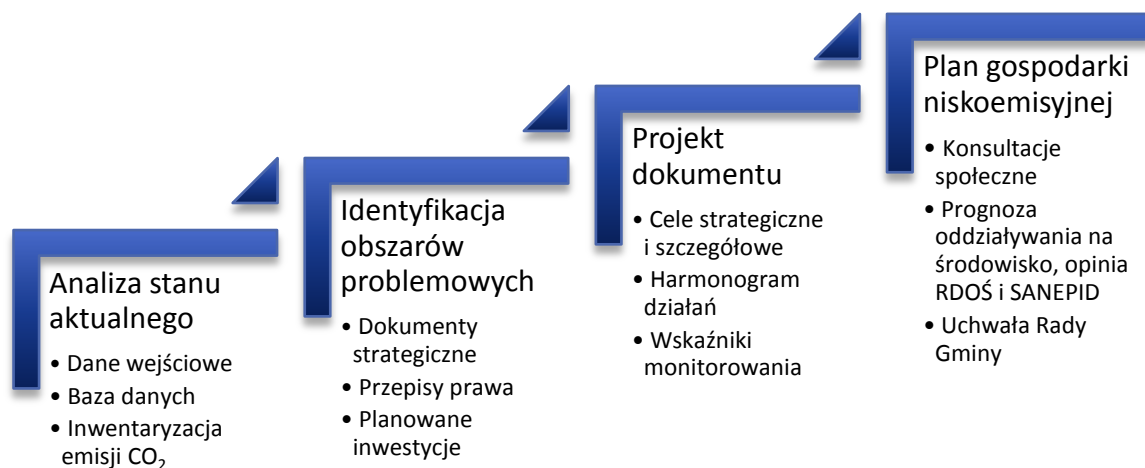 Analiza stanu
aktualnego
• Dane wejściowe
• Baza danych
• Inwentaryzacja
emisji CO₂
Identyfikacja
obszarów
problemowych
• Dokumenty
strategiczne
• Przepisy prawa
• Planowane
inwestycje
Projekt
dokumentu
• Cele strategiczne
i szczegółowe
• Harmonogram
działań
• Wskaźniki
monitorowania
Plan gospodarki
niskoemisyjnej
• Konsultacje
społeczne
• Prognoza
oddziaływania na
środowisko, opinia
RDOŚ i SANEPID
• Uchwała Rady
Gminy